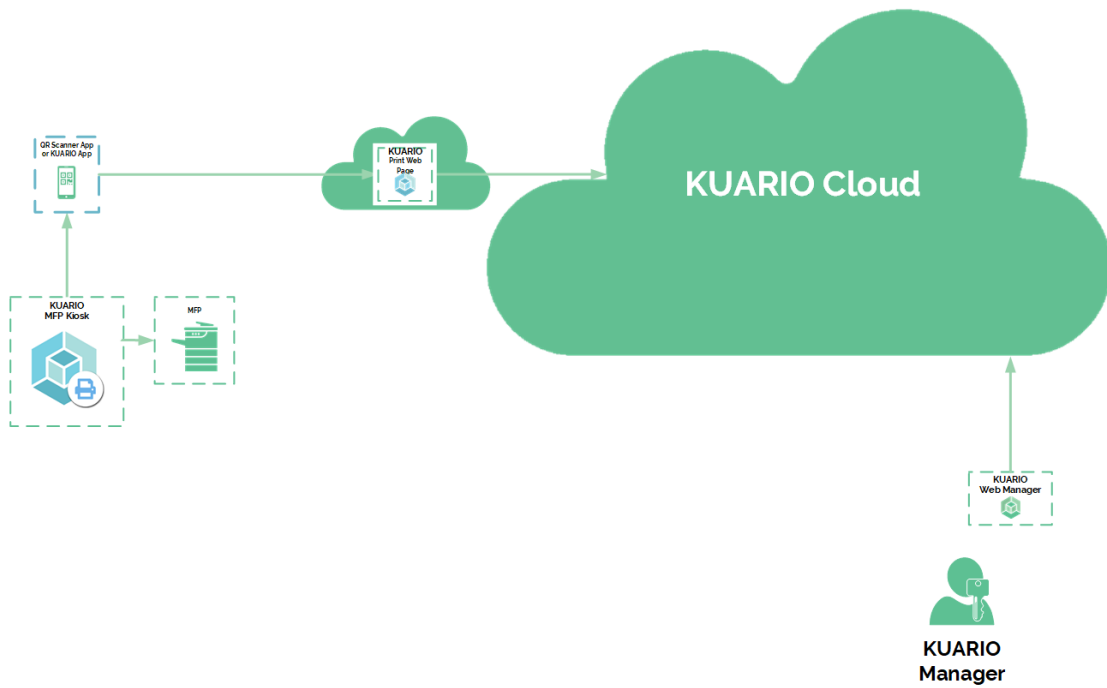 QR Scanner App
or KUARIO App
KUARIO
Print Web
Page
KUARIO Cloud
KUARIO
MFP Kiosk
MFP
KUARIO
Web Manager
KUARIO
Manager